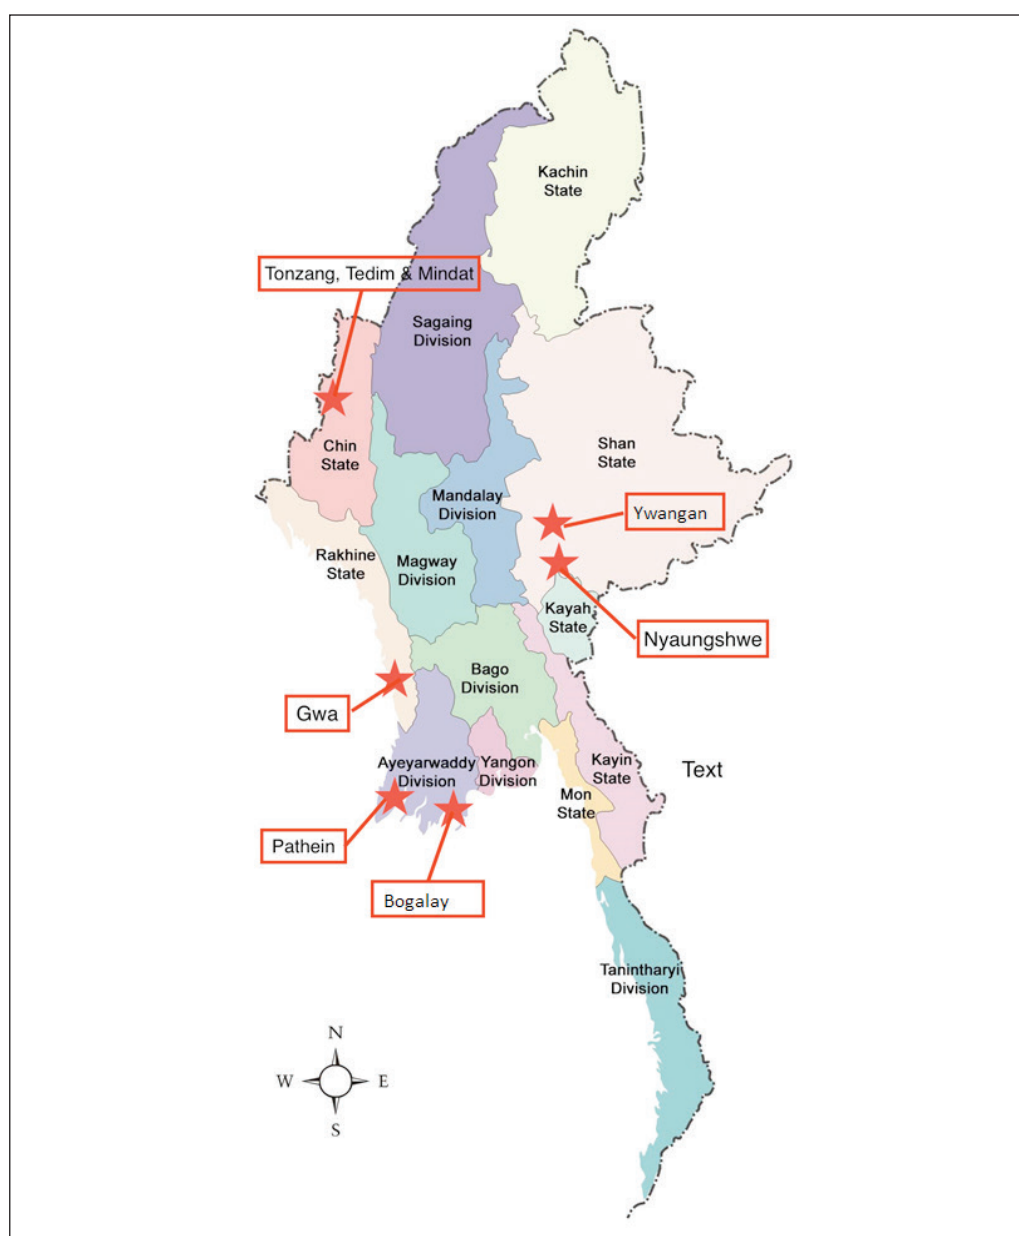 Kachin
State
Tonzang, Tedim & Mindat
Sagaing
Division
Chin
State
Shan
State
Mandalay
Division
Ywangan
Rakhine
State
Magway
Division
Kayah
State
Nyaungshwe
Bago
Division
Gwa
Ayeyarwaddy
Division
Yangon
Division
Kayin
State
Text
Mon
State
Pathein
Bogalay
Tanintharyi
Division
N
W
E
S